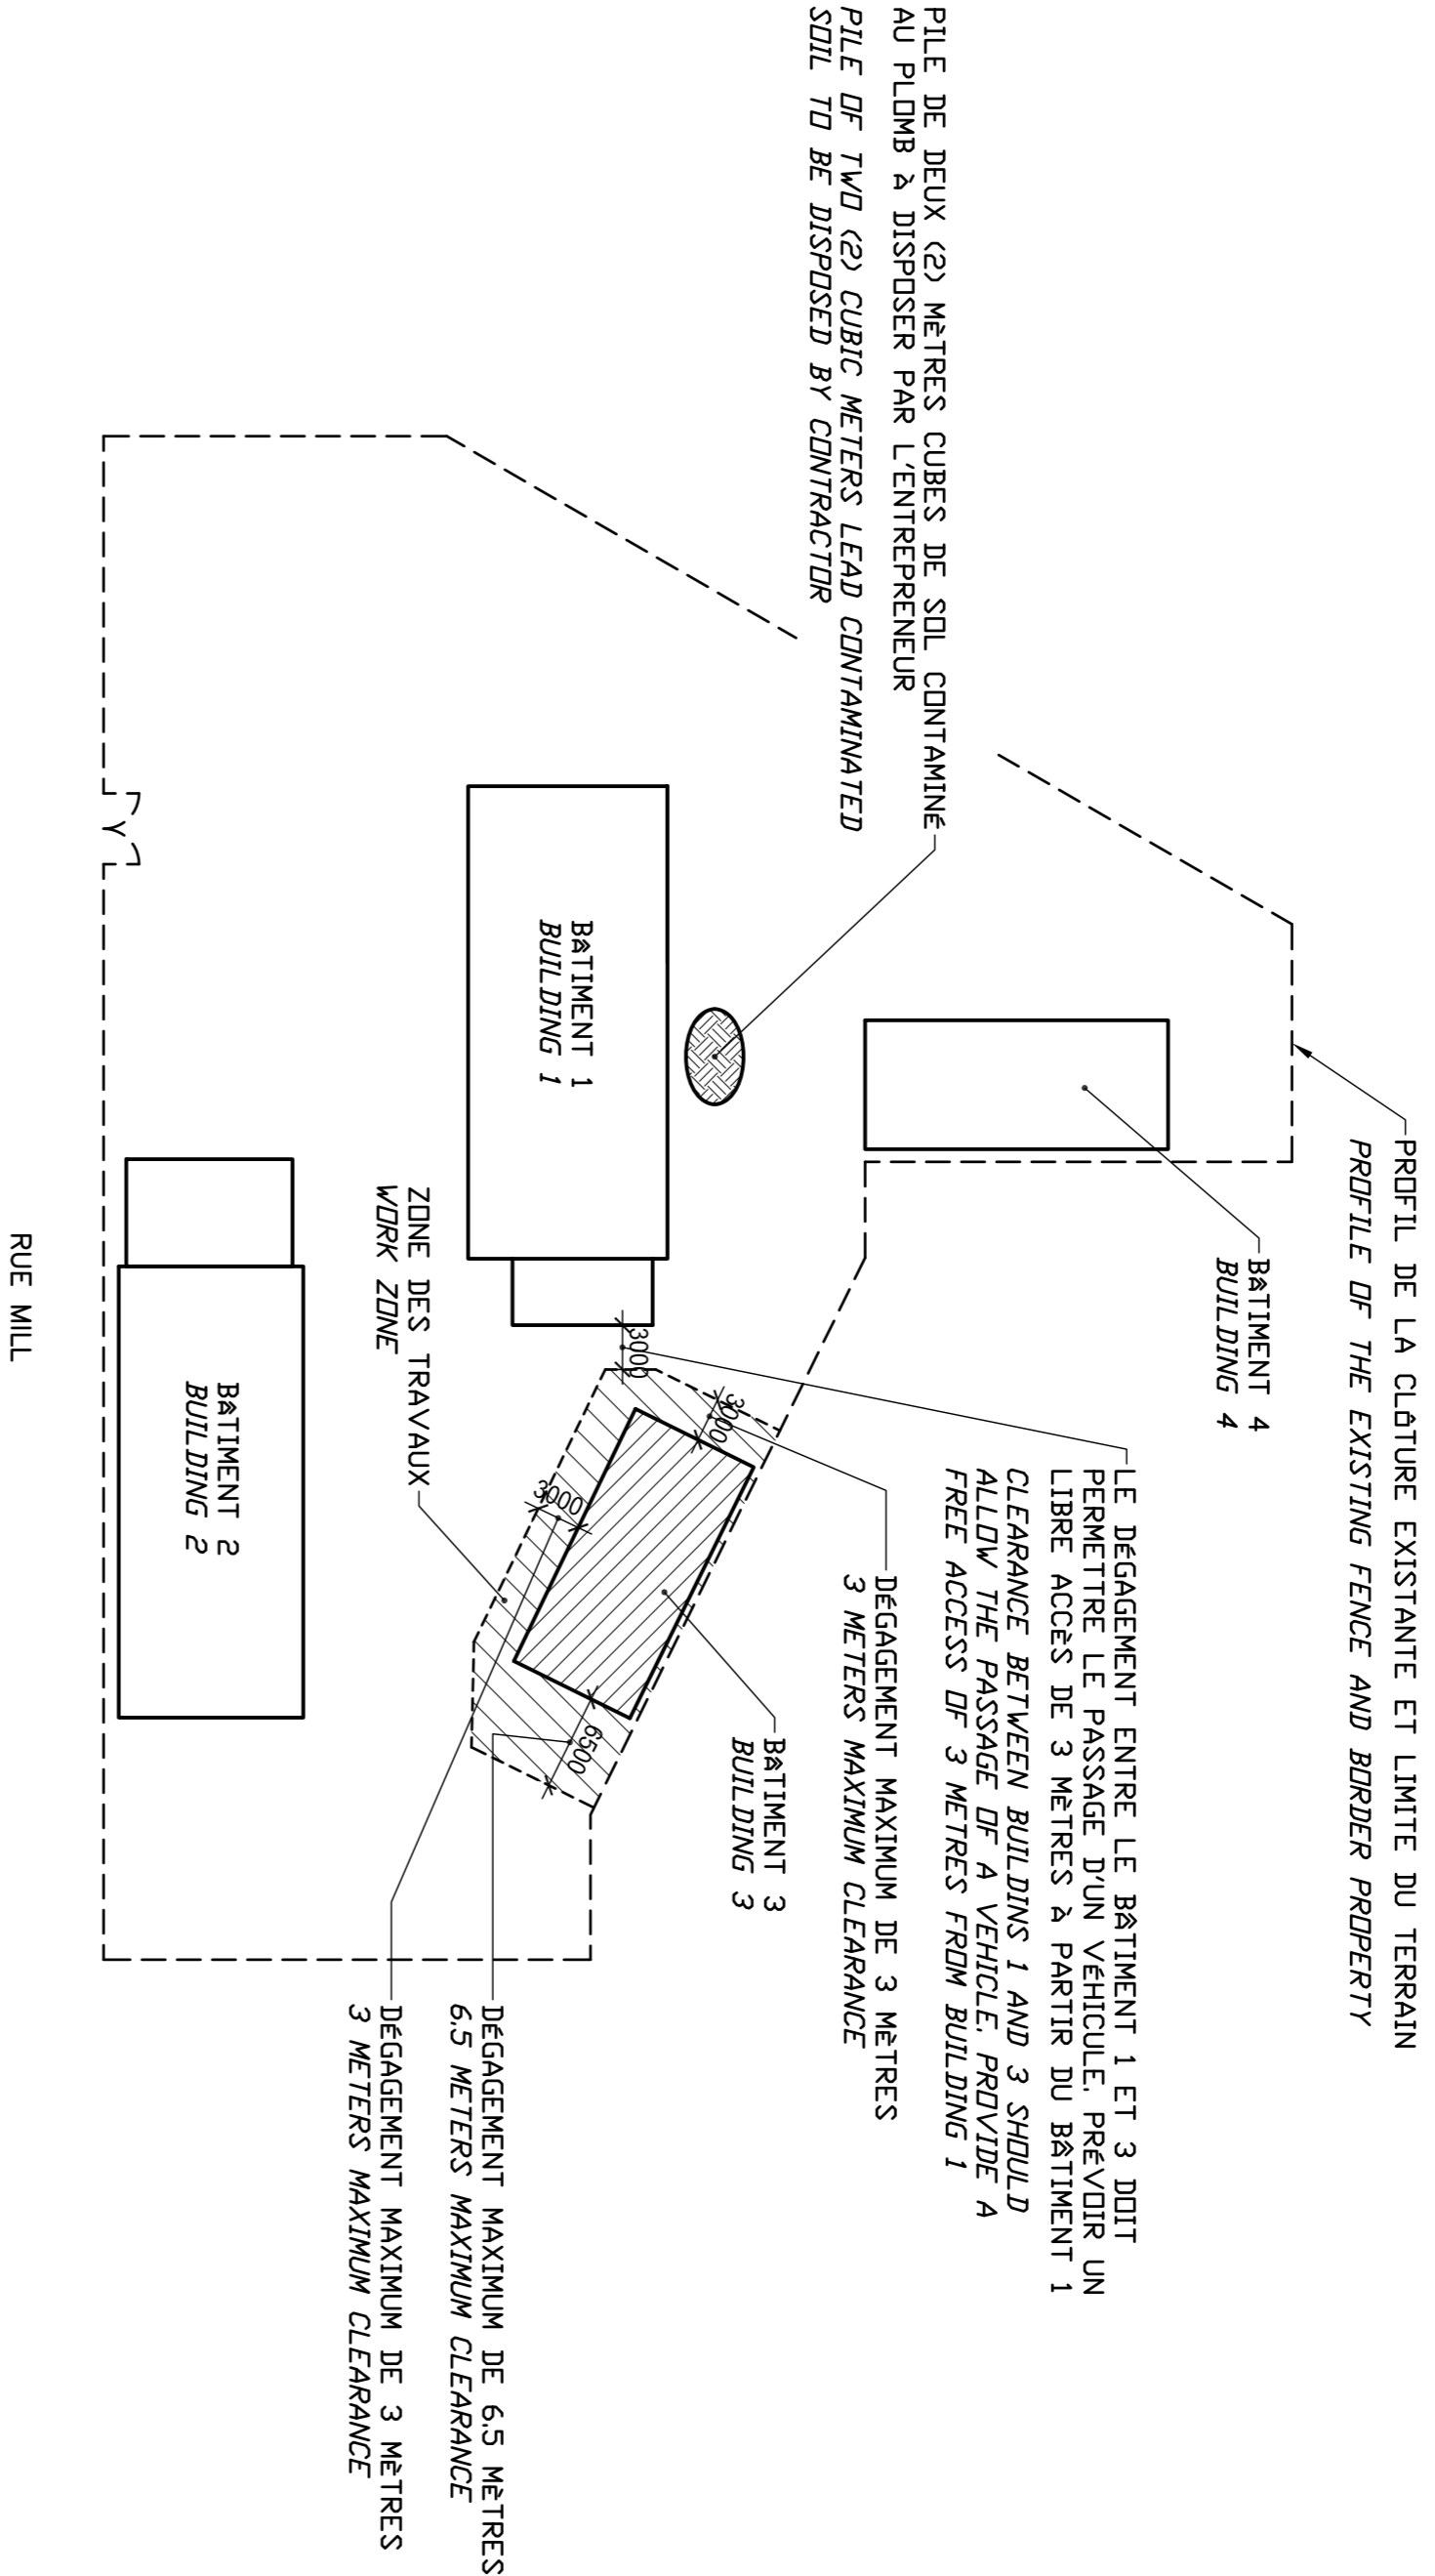 PROFIL DE LA CLÔTURE EXISTANTE ET LIMITE DU TERRAIN
PROFILE OF THE EXISTING FENCE AND BORDER PROPERTY
PILE DE DEUX (2) MÈTRES CUBES DE SOL CONTAMINÉ
AU PLOMB À DISPOSER PAR L'ENTREPRENEUR
PILE OF TWO (2) CUBIC METERS LEAD CONTAMINATED
SOIL TO BE DISPOSED BY CONTRACTOR
BÂTIMENT 4
BUILDING 4
LE DÉGAGEMENT ENTRE LE BÂTIMENT 1 ET 3 DOIT
PERMETTRE LE PASSAGE D'UN VÉHICULE. PRÉVOIR UN
LIBRE ACCÈS DE 3 MÈTRES À PARTIR DU BÂTIMENT 1
CLEARANCE BETWEEN BUILDINS 1 AND 3 SHOULD
ALLOW THE PASSAGE OF A VEHICLE. PROVIDE A
FREE ACCESS OF 3 METRES FROM BUILDING 1
DÉGAGEMENT MAXIMUM DE 3 MÈTRES
3 METERS MAXIMUM CLEARANCE
BÂTIMENT 3
BUILDING 3
3000
3000
3000
6500
BÂTIMENT 1
BUILDING 1
DÉGAGEMENT MAXIMUM DE 6.5 MÈTRES
6.5 METERS MAXIMUM CLEARANCE
ZONE DES TRAVAUX
WORK ZONE
DÉGAGEMENT MAXIMUM DE 3 MÈTRES
3 METERS MAXIMUM CLEARANCE
BÂTIMENT 2
BUILDING 2
RUE MILL